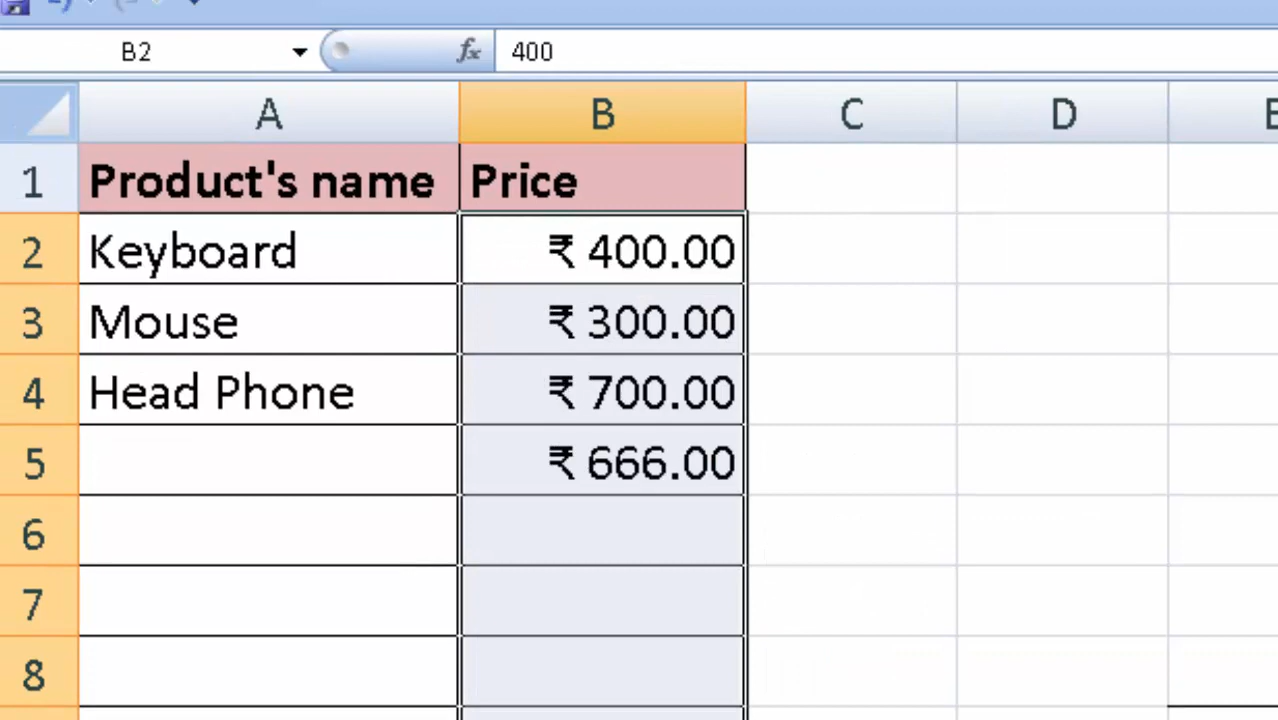 B2 fx 400
A B C D
1 Product's name Price
2 Keyboard ₹ 400.00
3 Mouse ₹ 300.00
4 Head Phone ₹ 700.00
5 ₹ 666.00
6
7
8